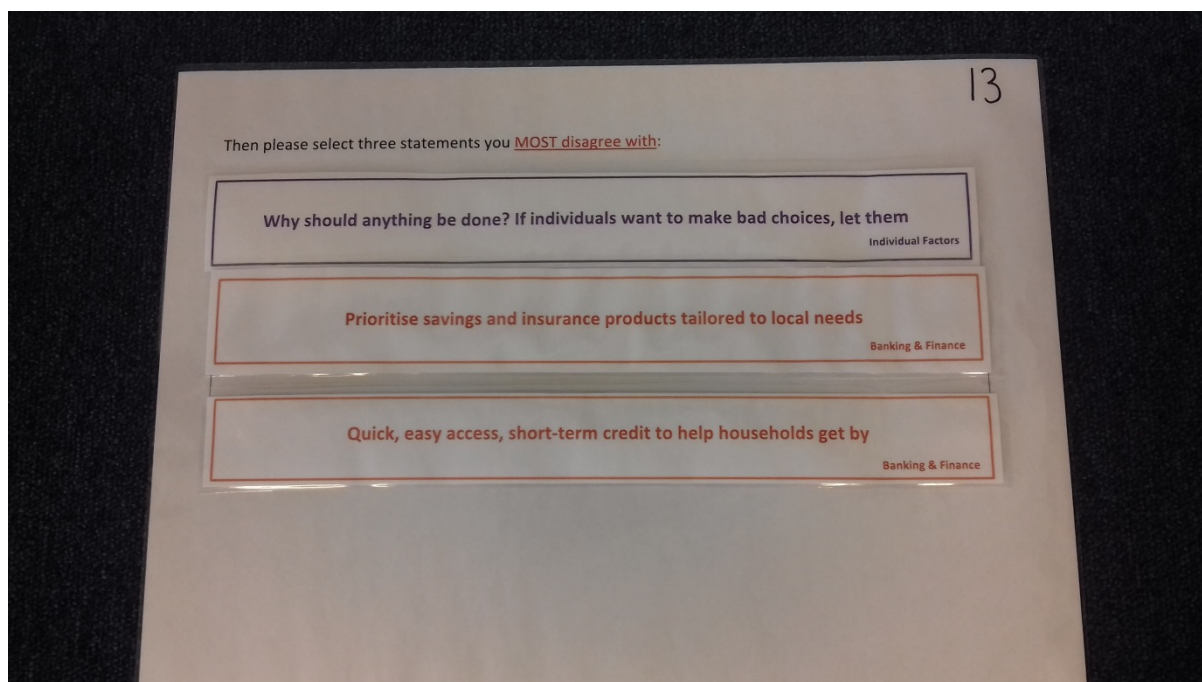 13
Then please select three statements you MOST disagree with:
Why should anything be done? If individuals want to make bad choices, let them
Individual Factors
Prioritise savings and insurance products tailored to local needs
Banking & Finance
Quick, easy access, short-term credit to help households get by
Banking & Finance